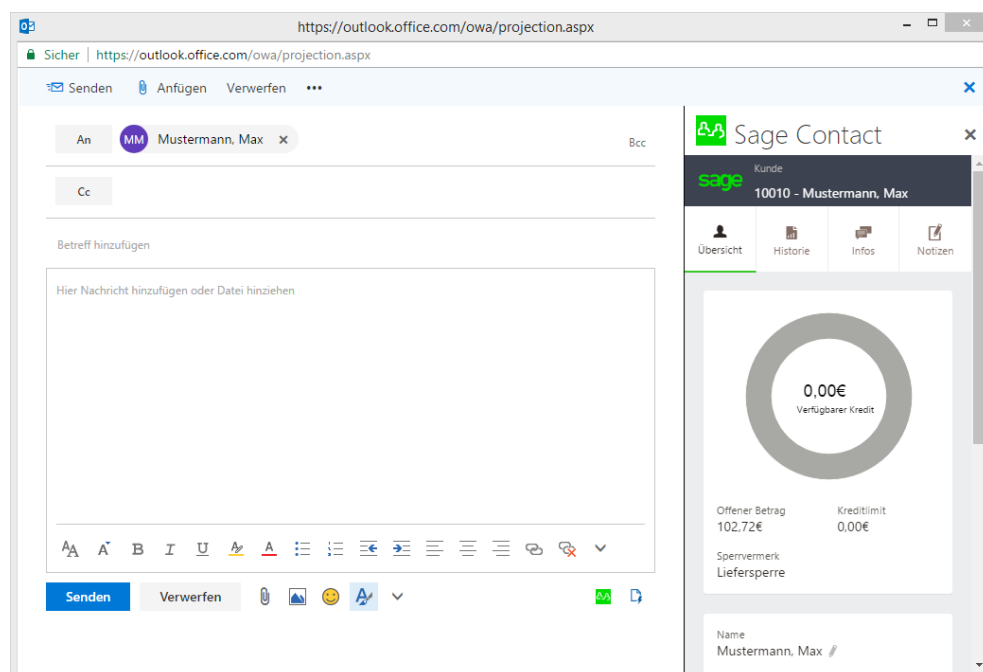 https://outlook.office.com/owa/projection.aspx
Sicher | https://outlook.office.com/owa/projection.aspx
Senden Anfügen Verwerfen •••
An MM Mustermann, Max Bcc
Cc
Betreff hinzufügen
Hier Nachricht hinzufügen oder Datei hinziehen
AA A B I U A
Senden Verwerfen A
Sage Contact
sage
Kunde
10010 - Mustermann, Max
Übersicht Historie Infos Notizen
0,00€
Verfügbarer Kredit
Offener Betrag Kreditlimit
102,72€ 0,00€
Sperrvermerk
Liefersperre
Name
Mustermann, Max